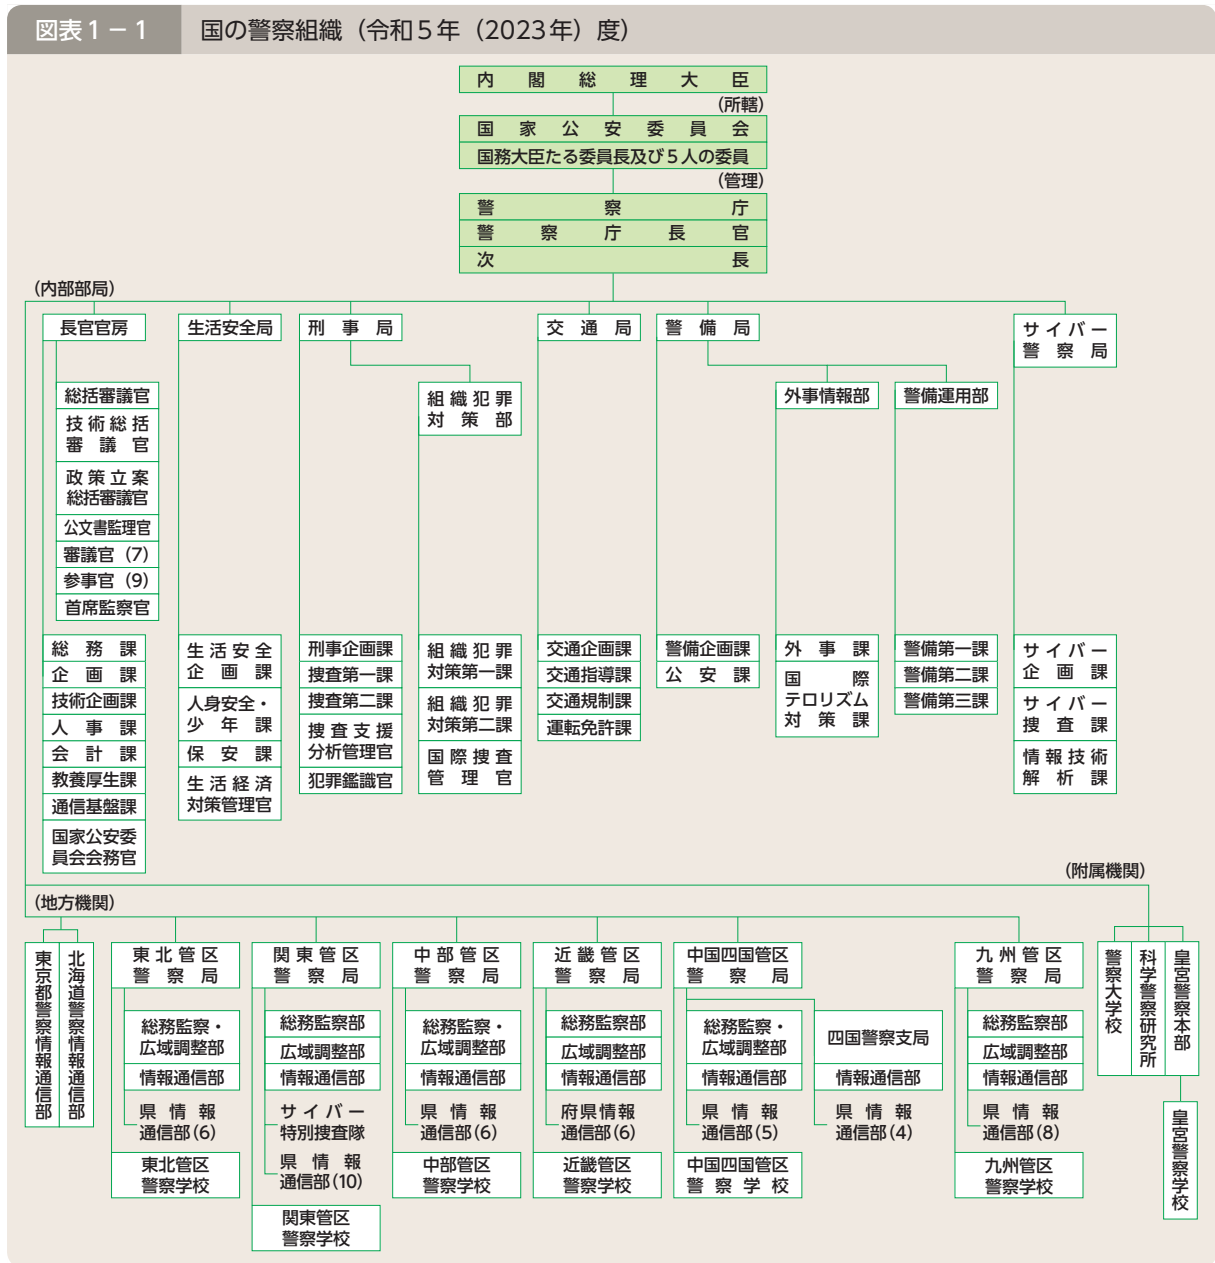 図表1－1 国の警察組織（令和5年（2023年）度）
内閣総理大臣
（所轄）
国家公安委員会
国務大臣たる委員長及び5人の委員
（管理）
警察庁
警察庁長官
次長
（内部部局）
長官官房
総括審議官
技術総括
審議官
政策立案
総括審議官
公文書監理官
審議官（7）
参事官（9）
首席監察官
総務課
企画課
技術企画課
人事課
会計課
教養厚生課
通信基盤課
国家公安委
員会会務官
生活安全局
生活安全
企画課
人身安全・
少年課
保安課
生活経済
対策管理官
刑事局
刑事企画課
捜査第一課
捜査第二課
捜査支援
分析管理官
犯罪鑑識官
組織犯罪
対策部
組織犯罪
対策第一課
組織犯罪
対策第二課
国際捜査
管理官
交通局
交通企画課
交通指導課
交通規制課
運転免許課
警備局
警備企画課
公安課
外事情報部
外事課
国際
テロリズム
対策課
警備運用部
警備第一課
警備第二課
警備第三課
サイバー
警察局
サイバー
企画課
サイバー
捜査課
情報技術
解析課
（附属機関）
（地方機関）
東京都警察情報通信部
北海道警察情報通信部
東北管区
警察局
総務監察・
広域調整部
情報通信部
県情報
通信部（6）
東北管区
警察学校
関東管区
警察局
総務監察部
広域調整部
情報通信部
サイバー
特別捜査隊
県情報
通信部（10）
関東管区
警察学校
中部管区
警察局
総務監察・
広域調整部
情報通信部
県情報
通信部（6）
中部管区
警察学校
近畿管区
警察局
総務監察部
広域調整部
情報通信部
府県情報
通信部（6）
近畿管区
警察学校
中国四国管区
警察局
総務監察・
広域調整部
情報通信部
県情報
通信部（5）
中国四国管区
警察学校
四国警察支局
情報通信部
県情報
通信部（4）
九州管区
警察局
総務監察部
広域調整部
情報通信部
県情報
通信部（8）
九州管区
警察学校
警察大学校
科学警察研究所
皇宮警察本部
皇宮警察学校